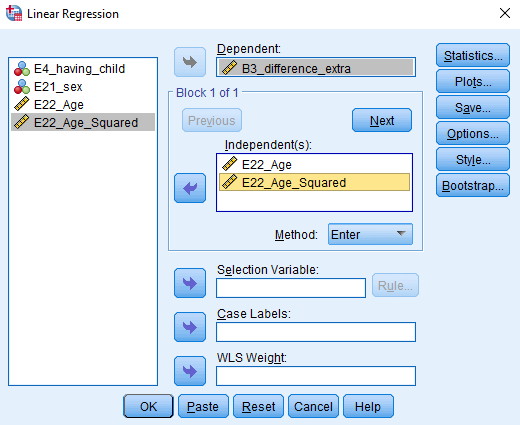 Linear Regression
E4_having_child
E21_sex
E22_Age
E22_Age_Squared
Dependent:
B3_difference_extra
Block 1 of 1
Previous
Next
Independent(s):
E22_Age
E22_Age_Squared
Method:
Enter
Selection Variable:
Rule...
Case Labels:
WLS Weight:
Statistics...
Plots...
Save...
Options...
Style...
Bootstrap...
OK
Paste
Reset
Cancel
Help